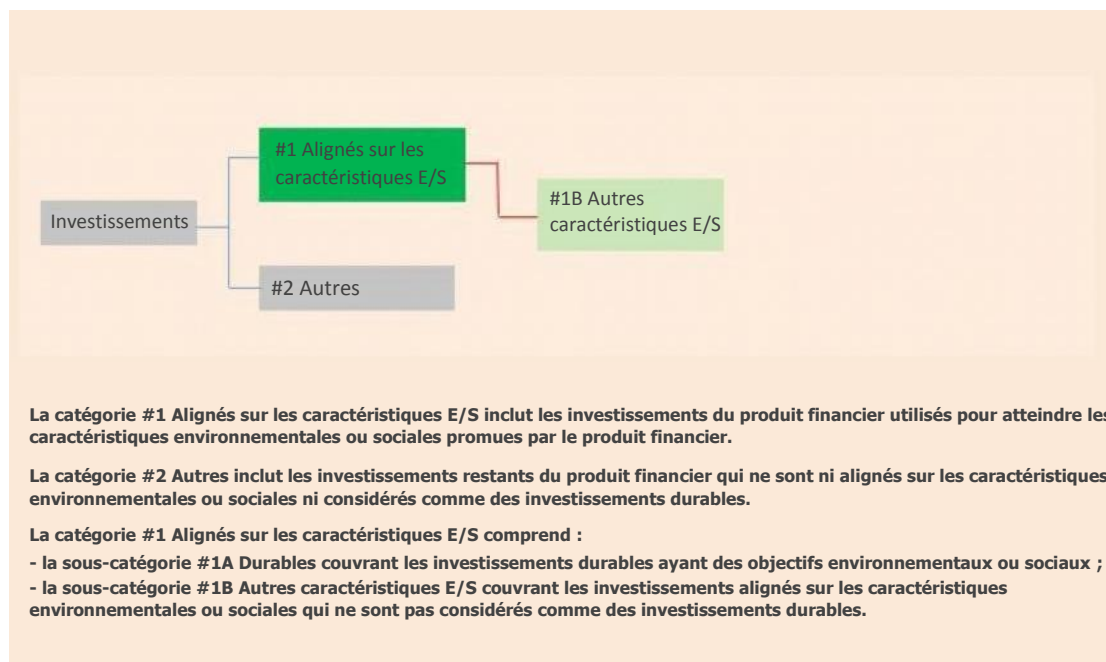 #1 Alignés sur les
caractéristiques E/S
#1B Autres
caractéristiques E/S
Investissements
#2 Autres
La catégorie #1 Alignés sur les caractéristiques E/S inclut les investissements du produit financier utilisés pour atteindre les
caractéristiques environnementales ou sociales promues par le produit financier.
La catégorie #2 Autres inclut les investissements restants du produit financier qui ne sont ni alignés sur les caractéristiques
environnementales ou sociales ni considérés comme des investissements durables.
La catégorie #1 Alignés sur les caractéristiques E/S comprend :
- la sous-catégorie #1A Durables couvrant les investissements durables ayant des objectifs environnementaux ou sociaux ;
- la sous-catégorie #1B Autres caractéristiques E/S couvrant les investissements alignés sur les caractéristiques
environnementales ou sociales qui ne sont pas considérés comme des investissements durables.